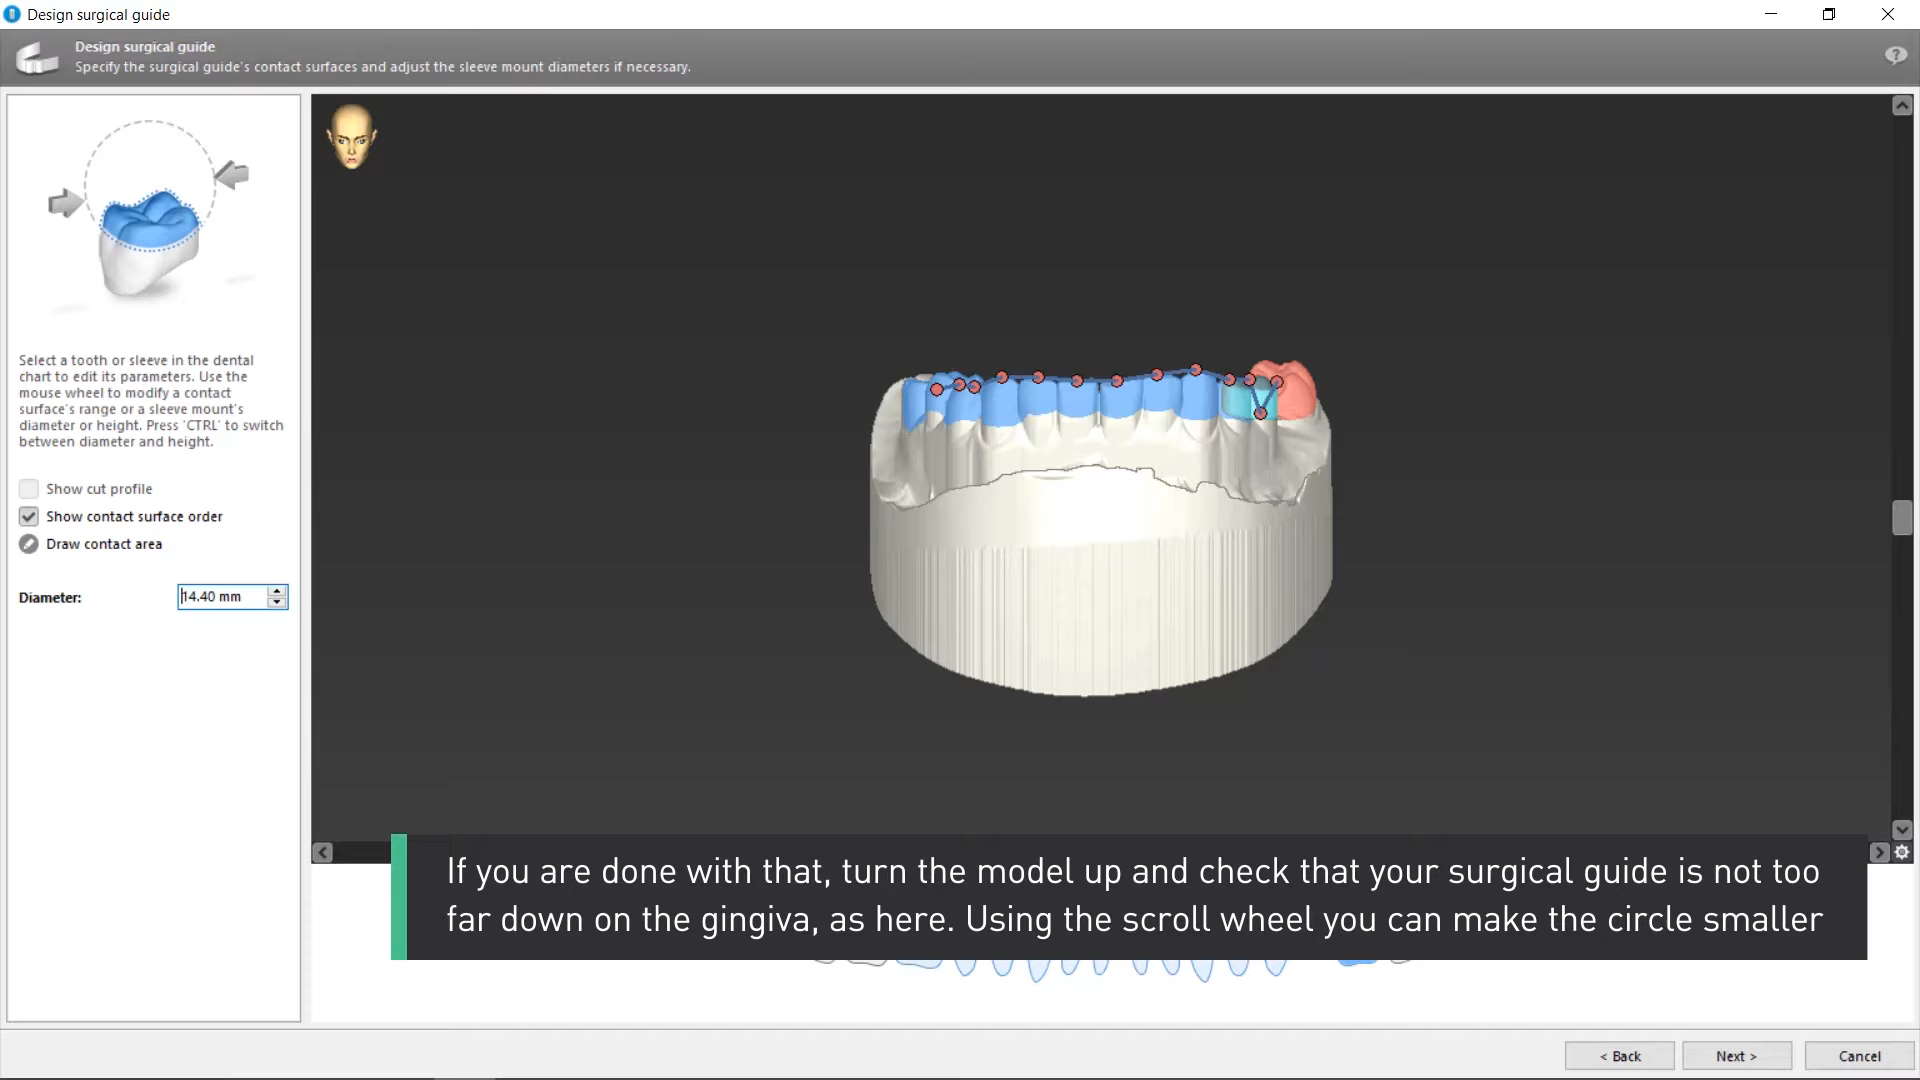 Design surgical guide
Design surgical guide
Specify the surgical guide's contact surfaces and adjust the sleeve mount diameters if necessary.
Select a tooth or sleeve in the dental
chart to edit its parameters. Use the
mouse wheel to modify a contact
surface's range or a sleeve mount's
diameter or height. Press 'CTRL' to switch
between diameter and height.
Show cut profile
Show contact surface order
Draw contact area
Diameter: 14.40 mm
If you are done with that, turn the model up and check that your surgical guide is not too
far down on the gingiva, as here. Using the scroll wheel you can make the circle smaller
< Back Next > Cancel